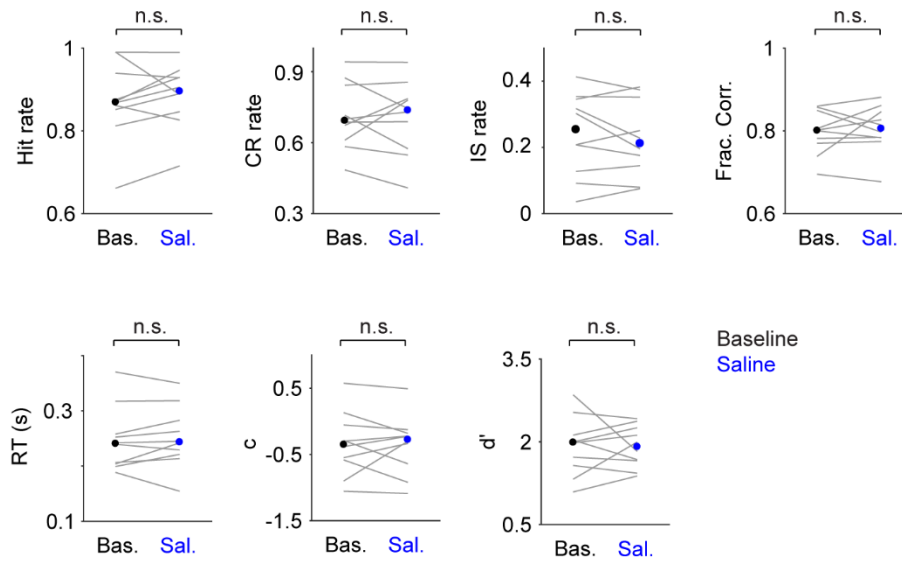 n.s.
Hit rate
1
0.8
0.6
Bas. Sal.
n.s.
CR rate
0.9
0.6
0.3
Bas. Sal.
n.s.
IS rate
0.4
0.2
0
Bas. Sal.
n.s.
Frac. Corr.
1
0.8
0.6
Bas. Sal.
n.s.
RT (s)
0.3
0.1
Bas. Sal.
n.s.
c
0.5
-0.5
-1.5
Bas. Sal.
n.s.
d'
3.5
2
0.5
Bas. Sal.
Baseline
Saline